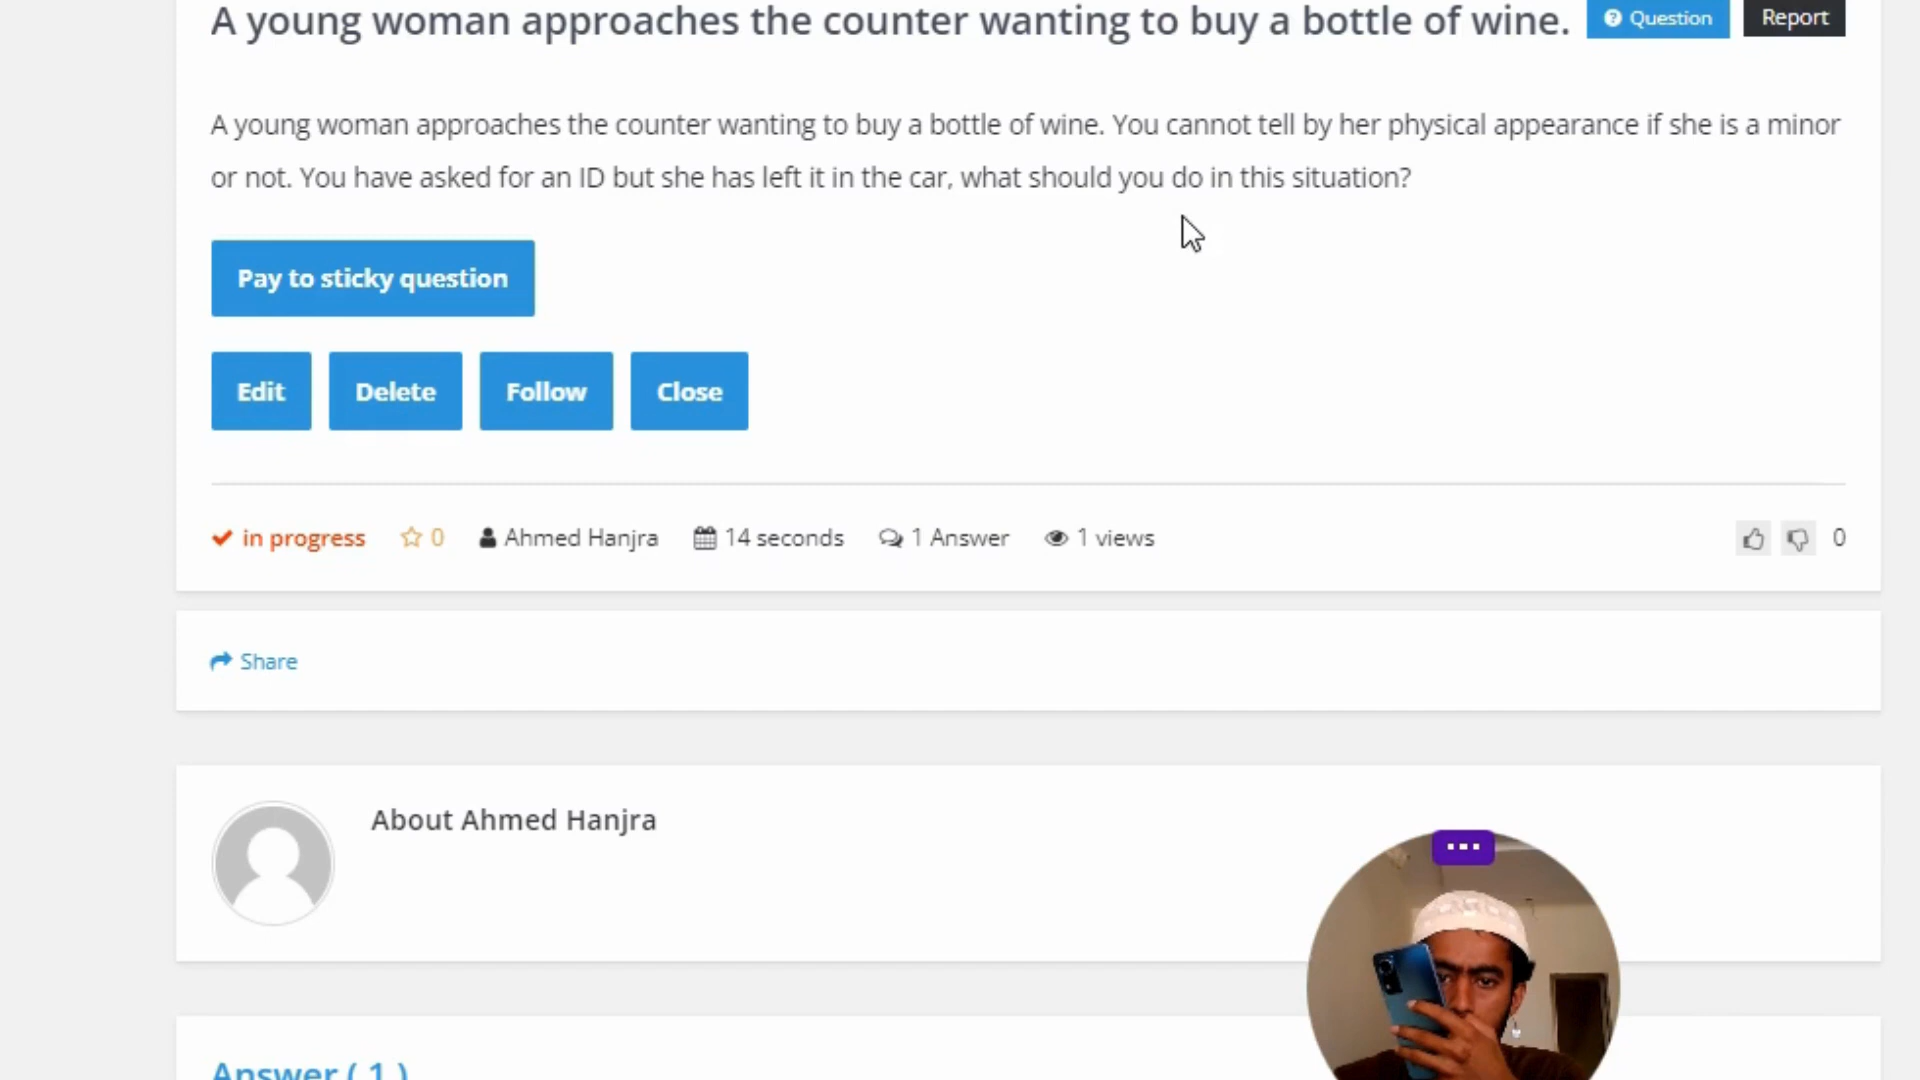 A young woman approaches the counter wanting to buy a bottle of wine.
Question
Report
A young woman approaches the counter wanting to buy a bottle of wine. You cannot tell by her physical appearance if she is a minor
or not. You have asked for an ID but she has left it in the car, what should you do in this situation?
Pay to sticky question
Edit Delete Follow Close
in progress 0 Ahmed Hanjra 14 seconds 1 Answer 1 views 0
Share
About Ahmed Hanjra
Answer ( 1 )